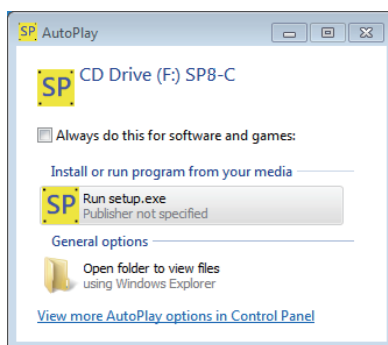 SP AutoPlay
SP CD Drive (F:) SP8-C
Always do this for software and games:
Install or run program from your media
SP Run setup.exe
Publisher not specified
General options
Open folder to view files
using Windows Explorer
View more AutoPlay options in Control Panel